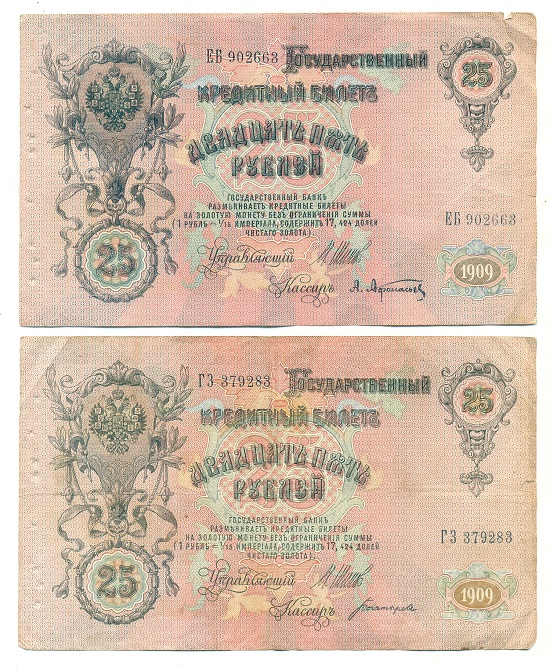 ЕБ 902663 Государственный
25
кредитный билетъ
двадцать пять
рублей
25
Государственный банкъ
размѣниваетъ кредитные билеты
на золотую монету безъ ограниченія суммы
(1 рубль = 1/15 имперіала, содержитъ 17, 424 долей
чистаго золота).
ЕБ 902663
Управляющій
25
1909
Кассиръ
А. Афанасьевъ
ГЗ 379283 Государственный
25
кредитный билетъ
двадцать пять
рублей
25
Государственный банкъ
размѣниваетъ кредитные билеты
на золотую монету безъ ограниченія суммы
(1 рубль = 1/15 имперіала, содержитъ 17, 424 долей
чистаго золота).
ГЗ 379283
Управляющій
25
1909
Кассиръ